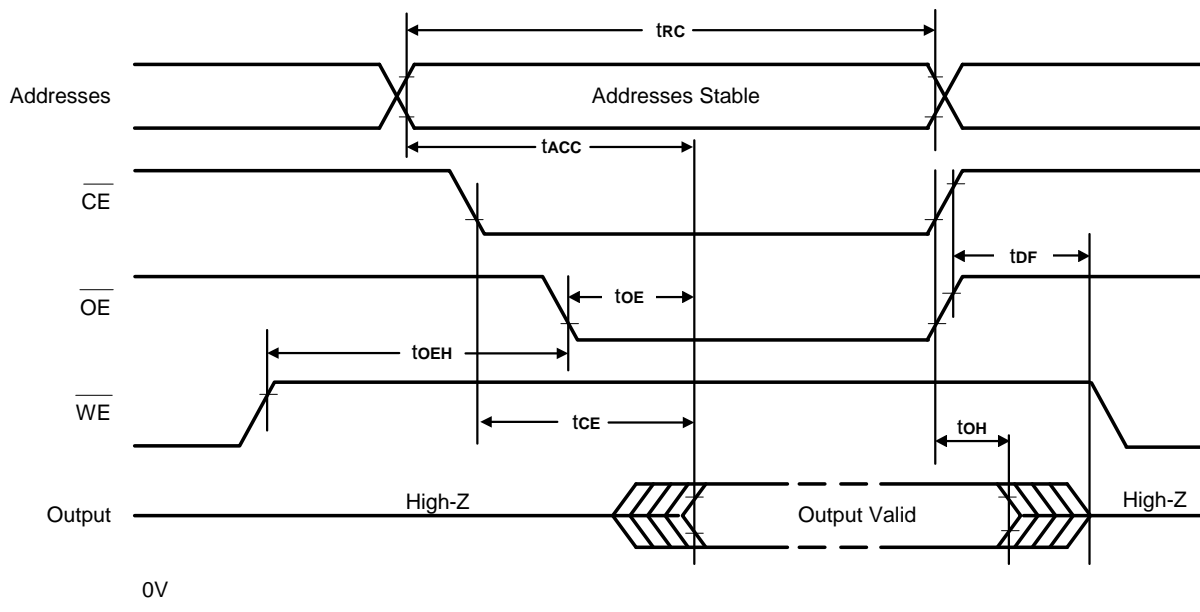 tRC
Addresses
Addresses Stable
tACC
CE
tDF
OE
tOE
tOEH
WE
tCE
tOH
High-Z
High-Z
Output
Output Valid
0V